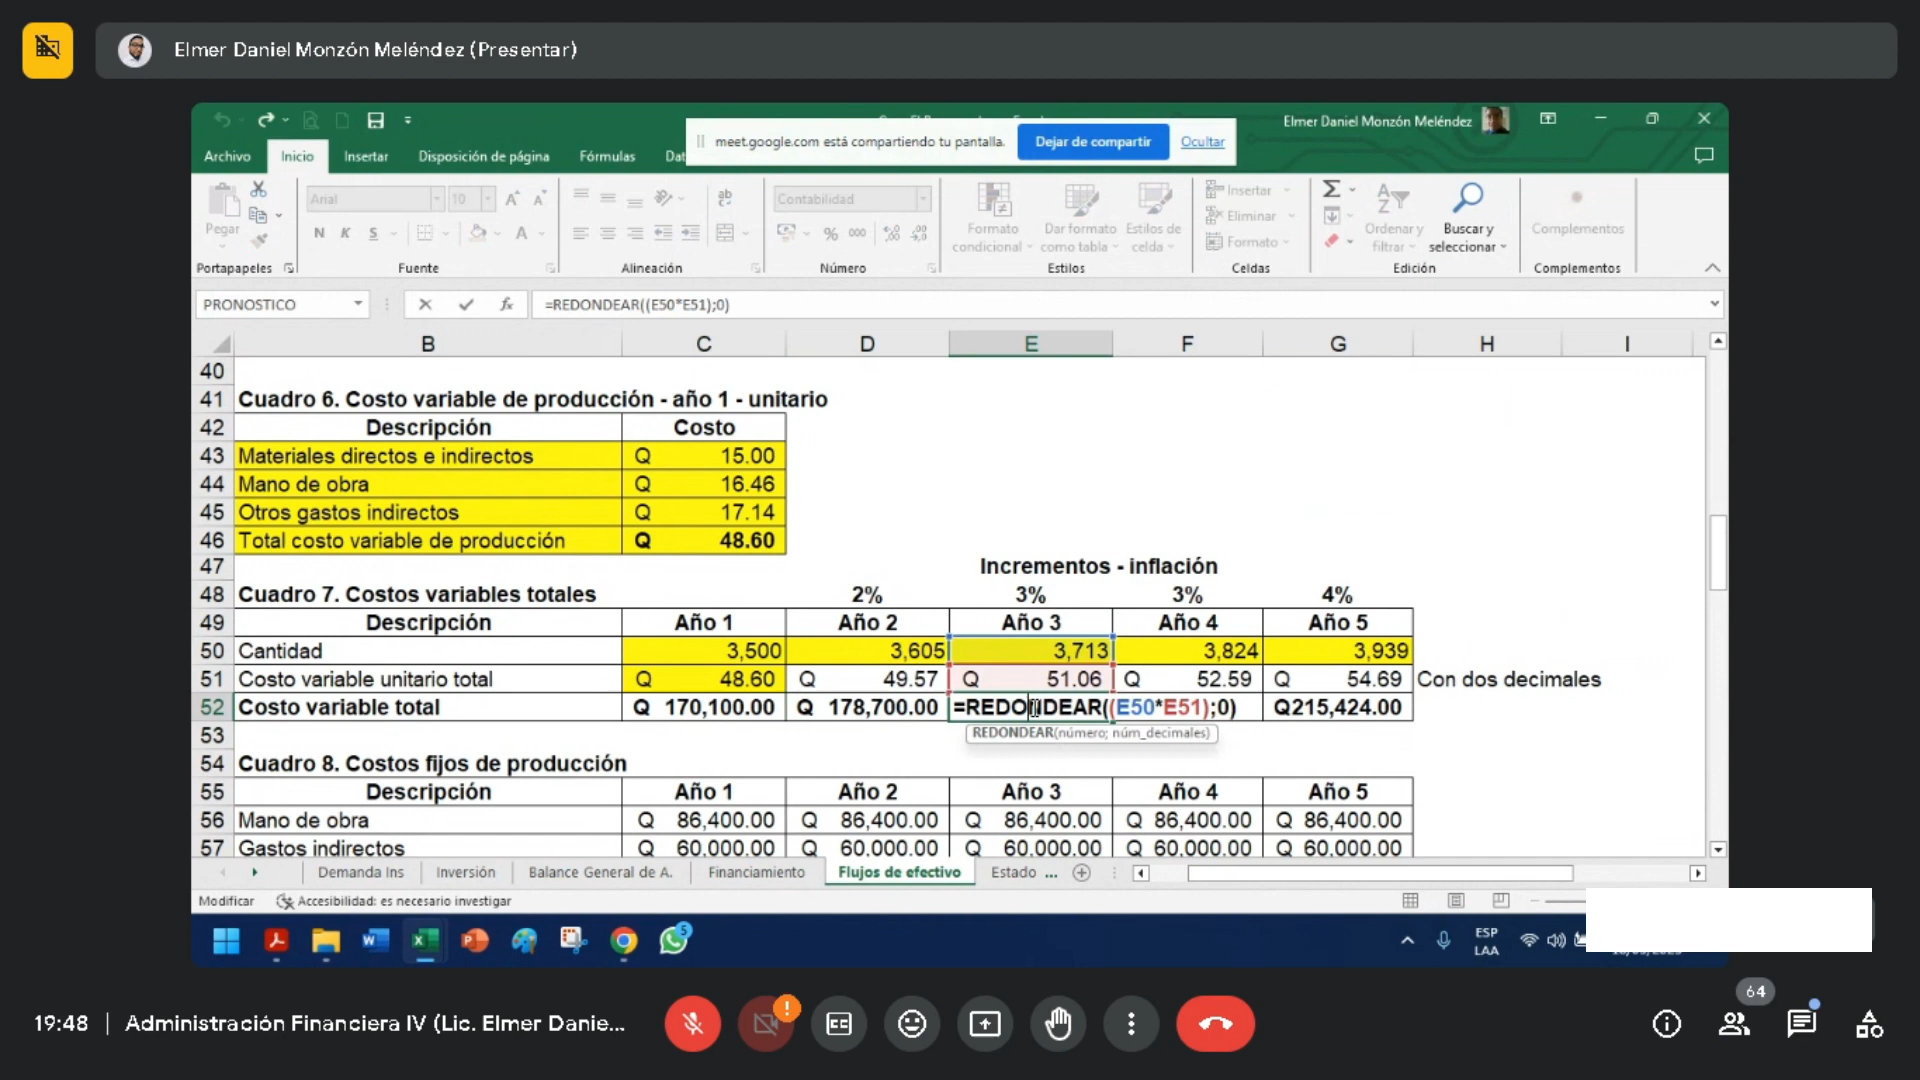 Elmer Daniel Monzón Meléndez (Presentar)
Elmer Daniel Monzón Meléndez
meet.google.com está compartiendo tu pantalla. Dejar de compartir Ocultar
Archivo Inicio Insertar Disposición de página Fórmulas Dat
Pegar Arial 10 ab Contabilidad Formato condicional Dar formato como tabla Estilos de celda Insertar Eliminar Formato Ordenar y filtrar Buscar y seleccionar Complementos
N K S % 000
Portapapeles Fuente Alineación Número Estilos Celdas Edición Complementos
PRONOSTICO fx =REDONDEAR((E50*E51);0)
B C D E F G H I
40
41 Cuadro 6. Costo variable de producción - año 1 - unitario
42 Descripción Costo
43 Materiales directos e indirectos Q 15.00
44 Mano de obra Q 16.46
45 Otros gastos indirectos Q 17.14
46 Total costo variable de producción Q 48.60
47 Incrementos - inflación
48 Cuadro 7. Costos variables totales 2% 3% 3% 4%
49 Descripción Año 1 Año 2 Año 3 Año 4 Año 5
50 Cantidad 3,500 3,605 3,713 3,824 3,939
51 Costo variable unitario total Q 48.60 Q 49.57 Q 51.06 Q 52.59 Q 54.69 Con dos decimales
52 Costo variable total Q 170,100.00 Q 178,700.00 =REDONDEAR((E50*E51);0) Q215,424.00
REDONDEAR(número; núm_decimales)
53
54 Cuadro 8. Costos fijos de producción
55 Descripción Año 1 Año 2 Año 3 Año 4 Año 5
56 Mano de obra Q 86,400.00 Q 86,400.00 Q 86,400.00 Q 86,400.00 Q 86,400.00
57 Gastos indirectos Q 60,000.00 Q 60,000.00 Q 60,000.00 Q 60,000.00 Q 60,000.00
Demanda Ins Inversión Balance General de A. Financiamiento Flujos de efectivo Estado ...
Modificar Accesibilidad: es necesario investigar
5 ESP
LAA
64
19:48 | Administración Financiera IV (Lic. Elmer Danie...